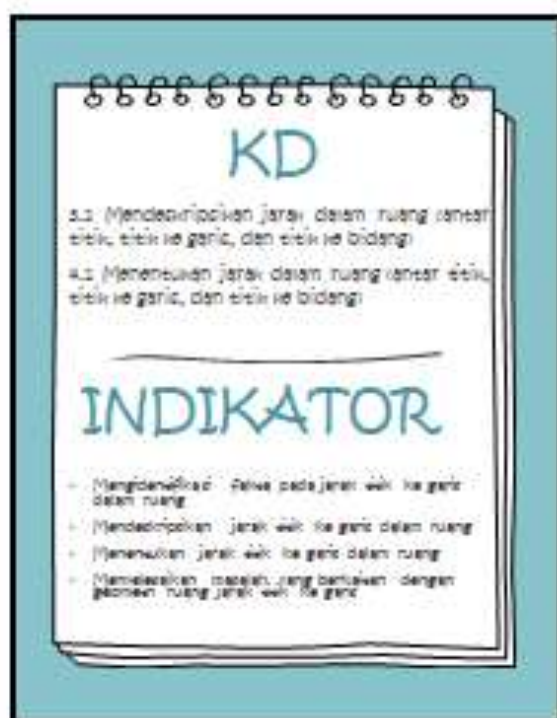 KD
3.1 Mendeskripsikan jarak dalam ruang (antar
titik, titik ke garis, dan titik ke bidang)
4.1 Menentukan jarak dalam ruang (antar titik,
titik ke garis, dan titik ke bidang)
INDIKATOR
- Mengidentifikasi fakta pada jarak titik ke garis
dalam ruang
- Mendeskripsikan jarak titik ke garis dalam ruang
- Menentukan jarak titik ke garis dalam ruang
- Menyelesaikan masalah yang berkaitan dengan
geometri ruang jarak titik ke garis